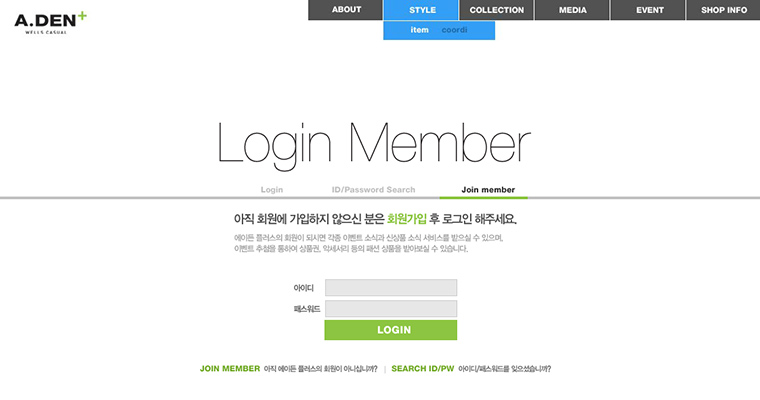 A.DEN+
WELLS CASUAL
ABOUT STYLE COLLECTION MEDIA EVENT SHOP INFO
item coordi
Login Member
Login ID/Password Search Join member
아직 회원에 가입하지 않으신 분은 회원가입 후 로그인 해주세요.
에이든 플러스의 회원이 되시면 각종 이벤트 소식과 신상품 소식 서비스를 받으실 수 있으며,
이벤트 추첨을 통하여 상품권, 악세서리 등의 패션 상품을 받아보실 수 있습니다.
아이디
패스워드
LOGIN
JOIN MEMBER 아직 에이든 플러스의 회원이 아니십니까? | SEARCH ID/PW 아이디/패스워드를 잊으셨습니까?